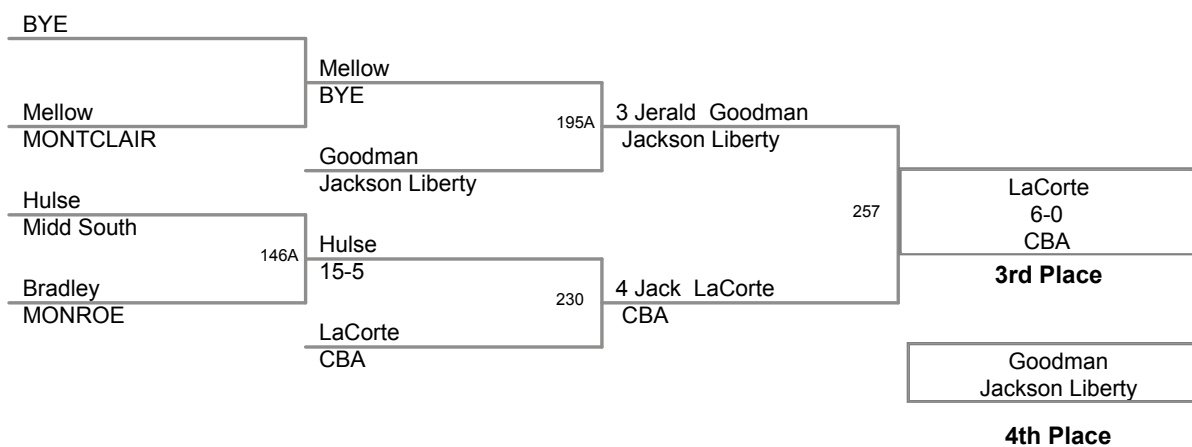 BYE
Mellow
BYE
Mellow
MONTCLAIR
195A
3 Jerald Goodman
Jackson Liberty
Goodman
Jackson Liberty
Hulse
Midd South
257
LaCorte
6-0
CBA
3rd Place
146A
Hulse
15-5
Bradley
MONROE
230
4 Jack LaCorte
CBA
LaCorte
CBA
Goodman
Jackson Liberty
4th Place